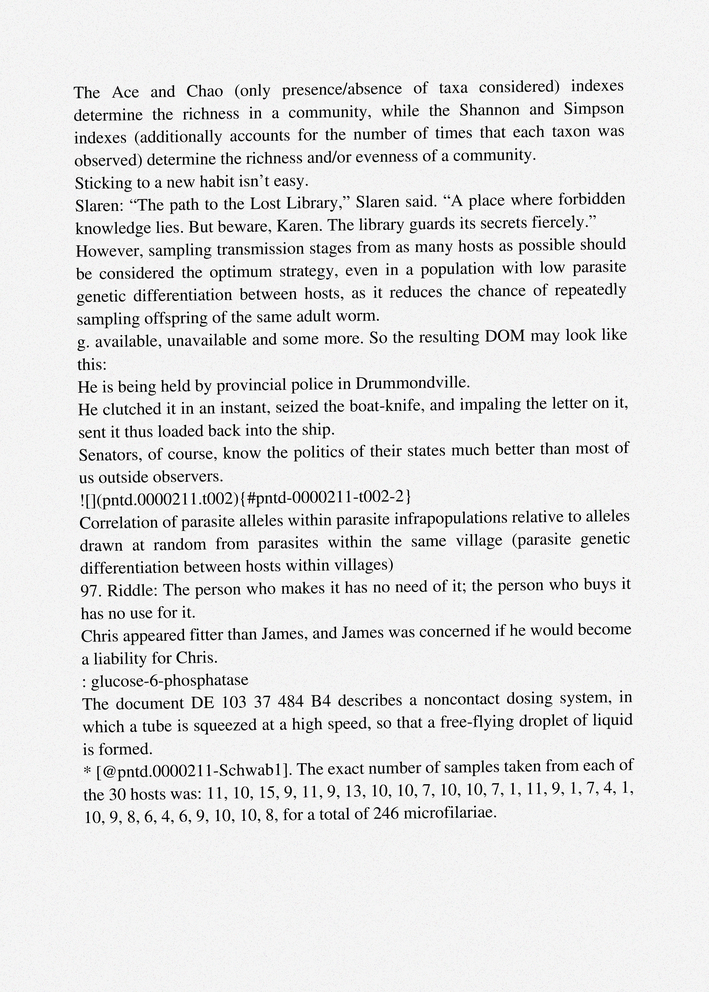 The Ace and Chao (only presence/absence of taxa considered) indexes
determine the richness in a community, while the Shannon and Simpson
indexes (additionally accounts for the number of times that each taxon was
observed) determine the richness and/or evenness of a community.
Sticking to a new habit isn’t easy.
Slaren: “The path to the Lost Library,” Slaren said. “A place where forbidden
knowledge lies. But beware, Karen. The library guards its secrets fiercely.”
However, sampling transmission stages from as many hosts as possible should
be considered the optimum strategy, even in a population with low parasite
genetic differentiation between hosts, as it reduces the chance of repeatedly
sampling offspring of the same adult worm.
g. available, unavailable and some more. So the resulting DOM may look like
this:
He is being held by provincial police in Drummondville.
He clutched it in an instant, seized the boat-knife, and impaling the letter on it,
sent it thus loaded back into the ship.
Senators, of course, know the politics of their states much better than most of
us outside observers.
![](pntd.0000211.t002){#pntd-0000211-t002-2}
Correlation of parasite alleles within parasite infrapopulations relative to alleles
drawn at random from parasites within the same village (parasite genetic
differentiation between hosts within villages)
97. Riddle: The person who makes it has no need of it; the person who buys it
has no use for it.
Chris appeared fitter than James, and James was concerned if he would become
a liability for Chris.
: glucose-6-phosphatase
The document DE 103 37 484 B4 describes a noncontact dosing system, in
which a tube is squeezed at a high speed, so that a free-flying droplet of liquid
is formed.
* [@pntd.0000211-Schwab1]. The exact number of samples taken from each of
the 30 hosts was: 11, 10, 15, 9, 11, 9, 13, 10, 10, 7, 10, 10, 7, 1, 11, 9, 1, 7, 4, 1,
10, 9, 8, 6, 4, 6, 9, 10, 10, 8, for a total of 246 microfilariae.